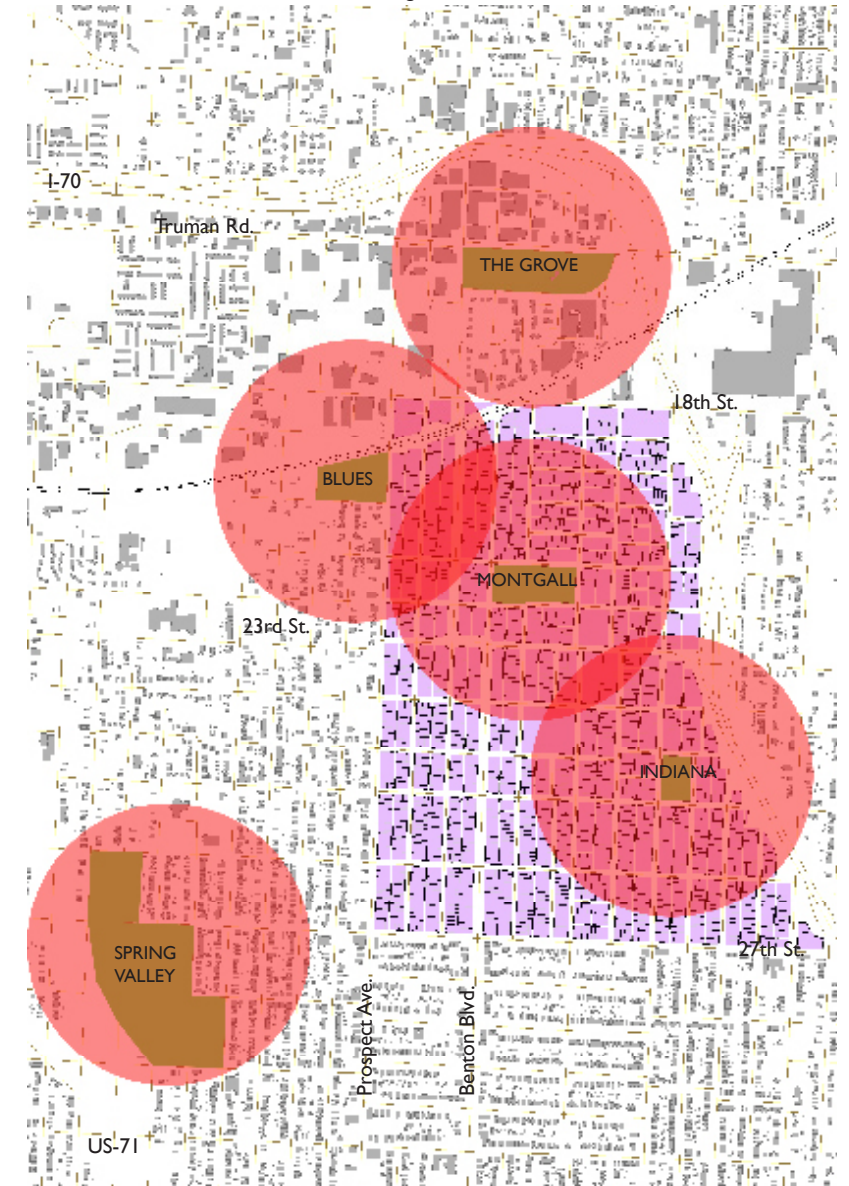 I-70
Truman Rd.
THE GROVE
18th St.
BLUES
MONTGALL
23rd St.
INDIANA
SPRING
VALLEY
27th St.
Prospect Ave.
Benton Blvd.
US-71